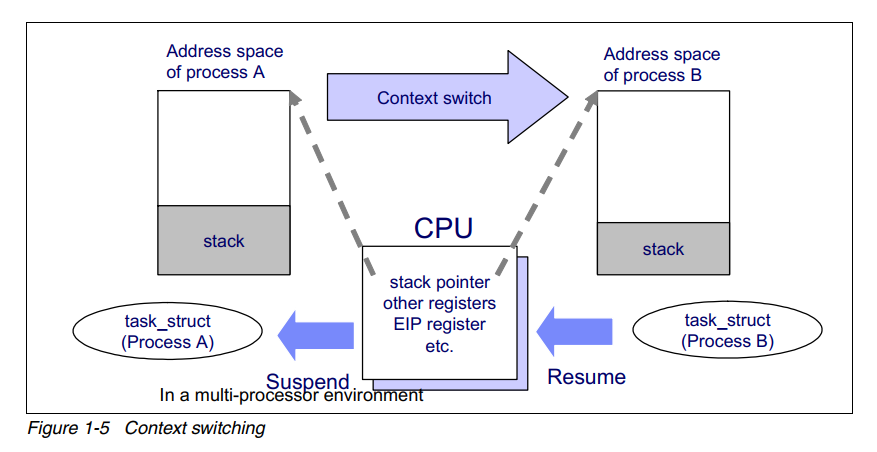 Address space
of process A
Address space
of process B
Context switch
stack
stack
CPU
stack pointer
other registers
EIP register
etc.
task_struct
(Process A)
task_struct
(Process B)
Suspend
Resume
In a multi-processor environment
Figure 1-5 Context switching